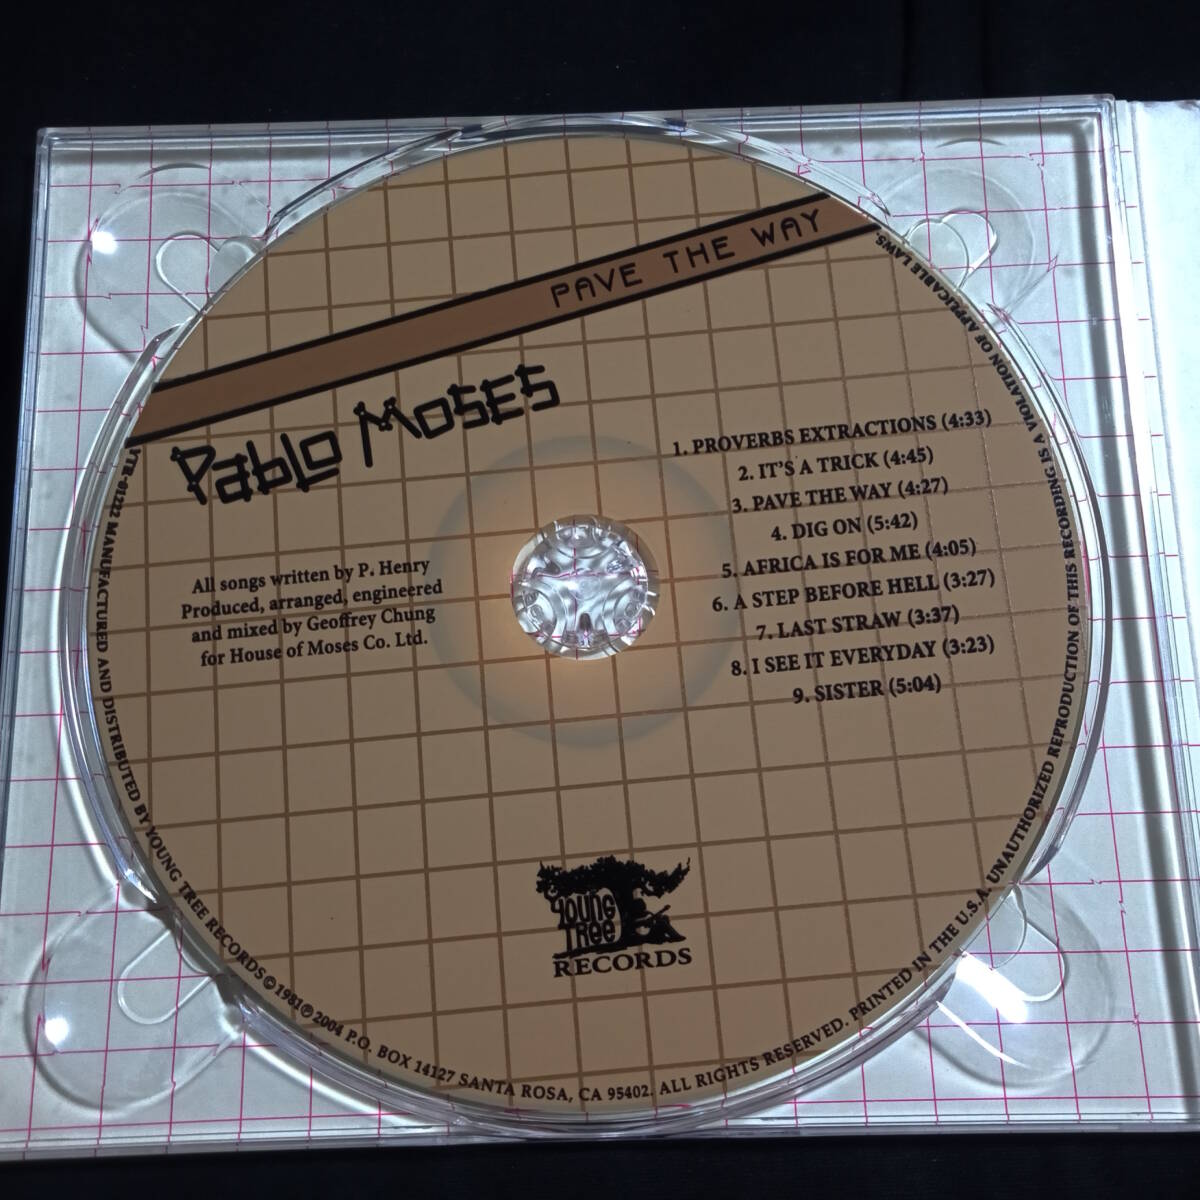 PAVE THE WAY
Pablo Moses
All songs written by P. Henry
Produced, arranged, engineered
and mixed by Geoffrey Chung
for House of Moses Co. Ltd.
1. PROVERBS EXTRACTIONS (4:33)
2. IT'S A TRICK (4:45)
3. PAVE THE WAY (4:27)
4. DIG ON (5:42)
5. AFRICA IS FOR ME (4:05)
6. A STEP BEFORE HELL (3:27)
7. LAST STRAW (3:37)
8. I SEE IT EVERYDAY (3:23)
9. SISTER (5:04)
YOUNG
TREE
RECORDS
YTR-01222 MANUFACTURED AND DISTRIBUTED BY YOUNG TREE RECORDS ©1981℗2004 P.O. BOX 14127 SANTA ROSA, CA 95402. ALL RIGHTS RESERVED. PRINTED IN THE U.S.A. UNAUTHORIZED REPRODUCTION OF THIS RECORDING IS A VIOLATION OF APPLICABLE LAWS